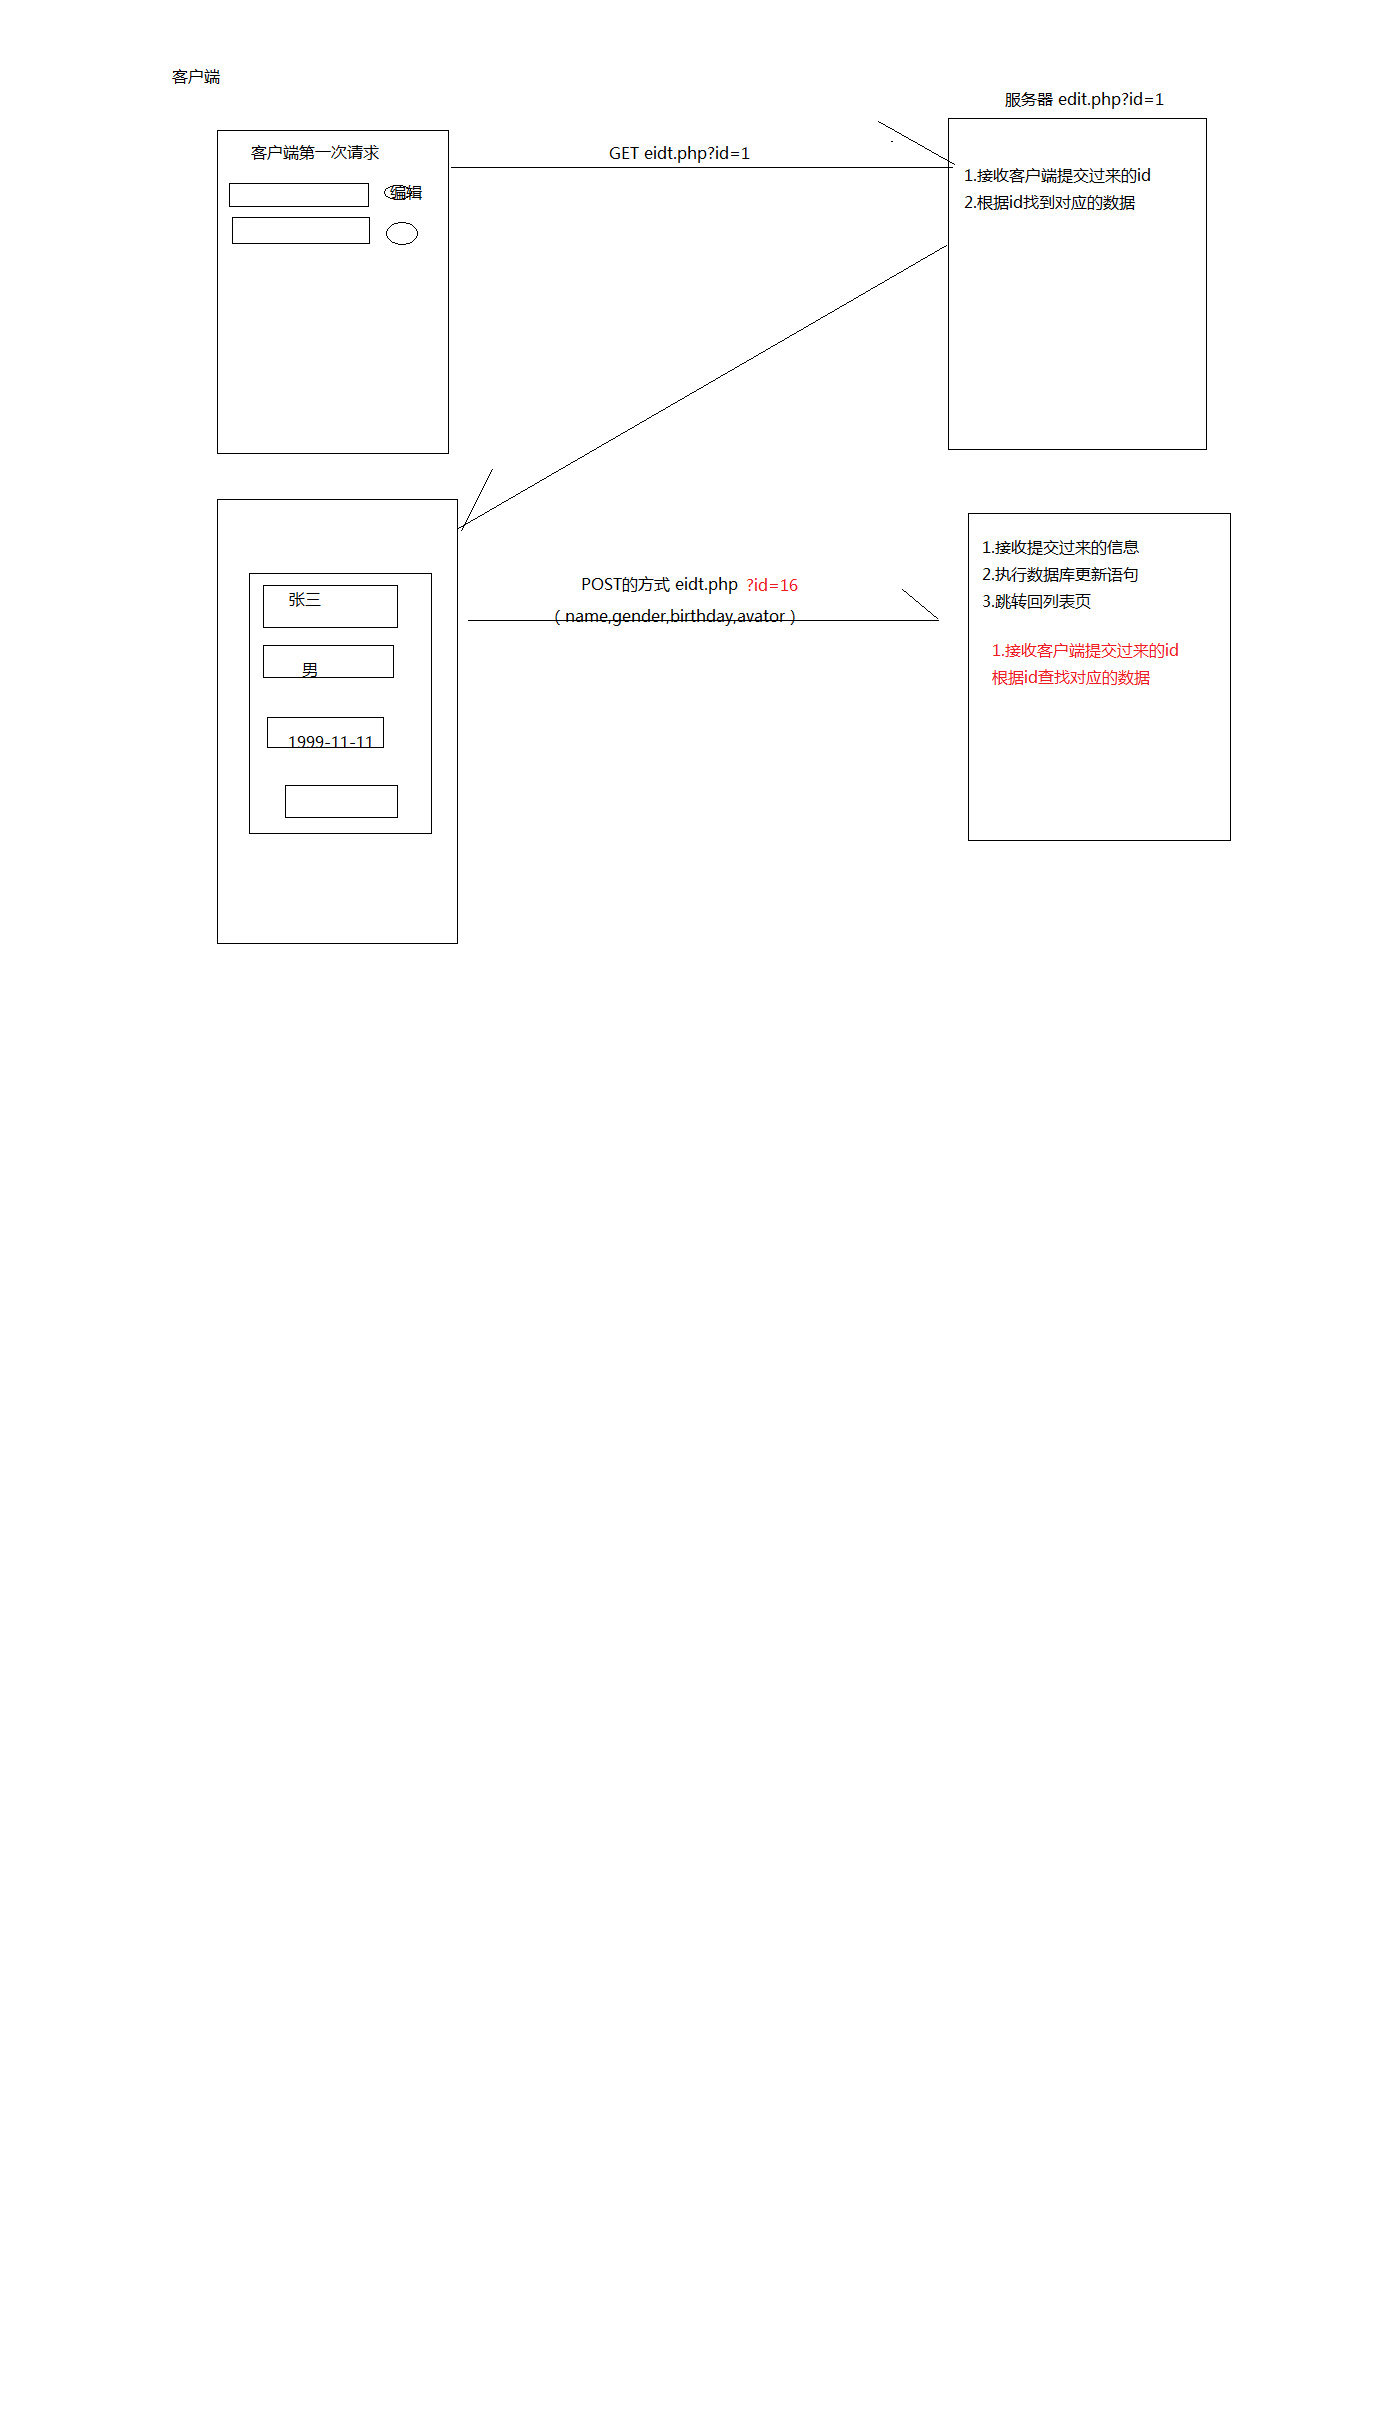 客户端
服务器 edit.php?id=1
客户端第一次请求
GET eidt.php?id=1
编辑
1.接收客户端提交过来的id
2.根据id找到对应的数据
张三
男
1999-11-11
POST的方式 eidt.php ?id=16
(name,gender,birthday,avator)
1.接收提交过来的信息
2.执行数据库更新语句
3.跳转回列表页
1.接收客户端提交过来的id
根据id查找对应的数据